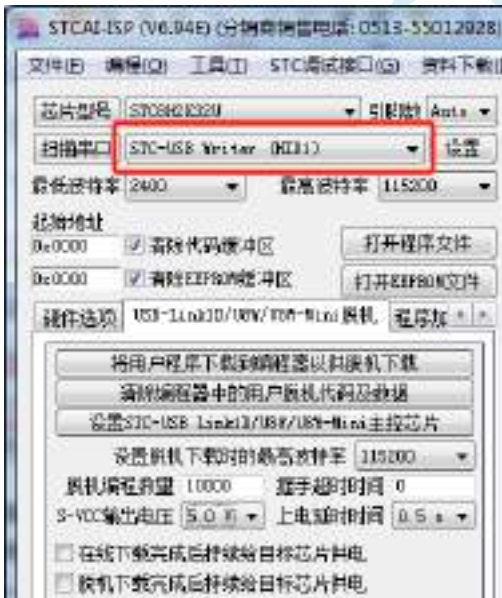 STCAI-ISP (V6.94E) (分销商销售电话: 0513-55012928)
文件(F) 编程(O) 工具(T) STC调试接口(G) 资料下载(
芯片型号 STC8H2K32U 引脚数 Auto
扫描串口 STC-USB Writer (HID1) 设置
最低波特率 2400 最高波特率 115200
起始地址
0x0000 清除代码缓冲区 打开程序文件
0x0000 清除EEPROM缓冲区 打开EEPROM文件
硬件选项 USB-Link1D/U8W/U8W-Mini脱机 程序加
将用户程序下载到编程器以供脱机下载
清除编程器中的用户脱机代码及数据
设置STC-USB Link1D/U8W/U8W-Mini主控芯片
设置脱机下载时的最高波特率 115200
脱机编程数量 10000 握手超时时间 0
S-VCC输出电压 5.0 上电延时时间 0.5 s
在线下载完成后持续给目标芯片供电
脱机下载完成后持续给目标芯片供电